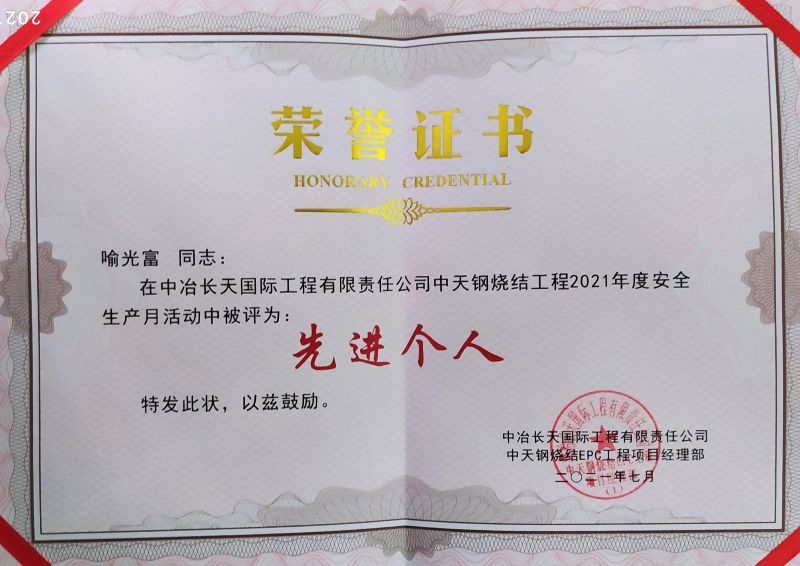 荣誉证书
HONORARY CREDENTIAL
喻光富 同志：
在中冶长天国际工程有限责任公司中天钢烧结工程2021年度安全
生产月活动中被评为：
先进个人
特发此状，以兹鼓励。
中冶长天国际工程有限责任公司
中天钢烧结EPC工程项目经理部
二〇二一年七月
(1)